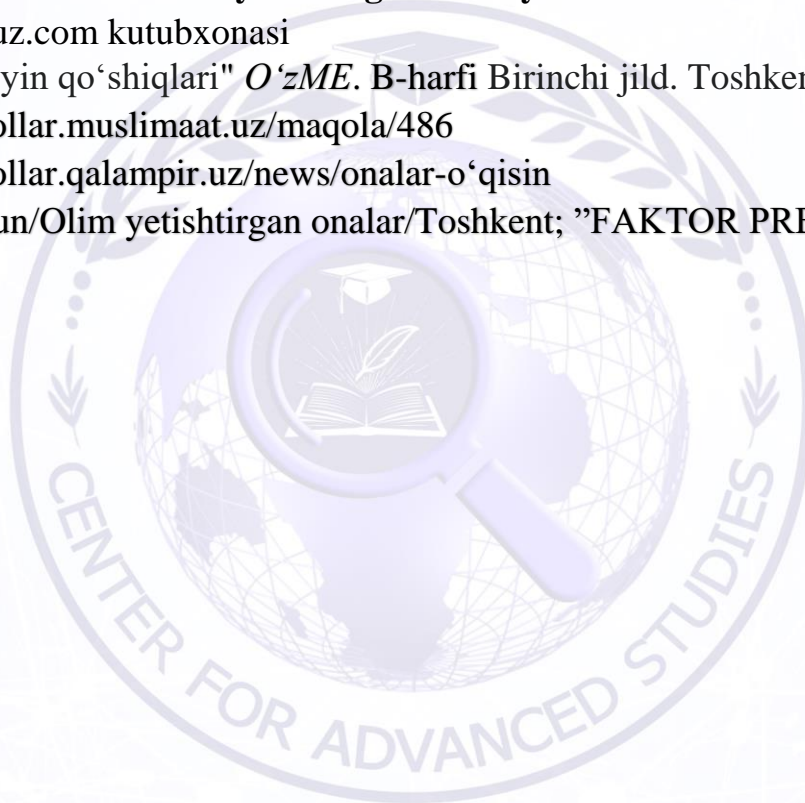 uz.com kutubxonasi
yin qo‘shiqlari" O‘zME. B-harfi Birinchi jild. Toshken
ollar.muslimaat.uz/maqola/486
ollar.qalampir.uz/news/onalar-o‘qisin
un/Olim yetishtirgan onalar/Toshkent; ”FAKTOR PRE
CENTER FOR ADVANCED STUDIES